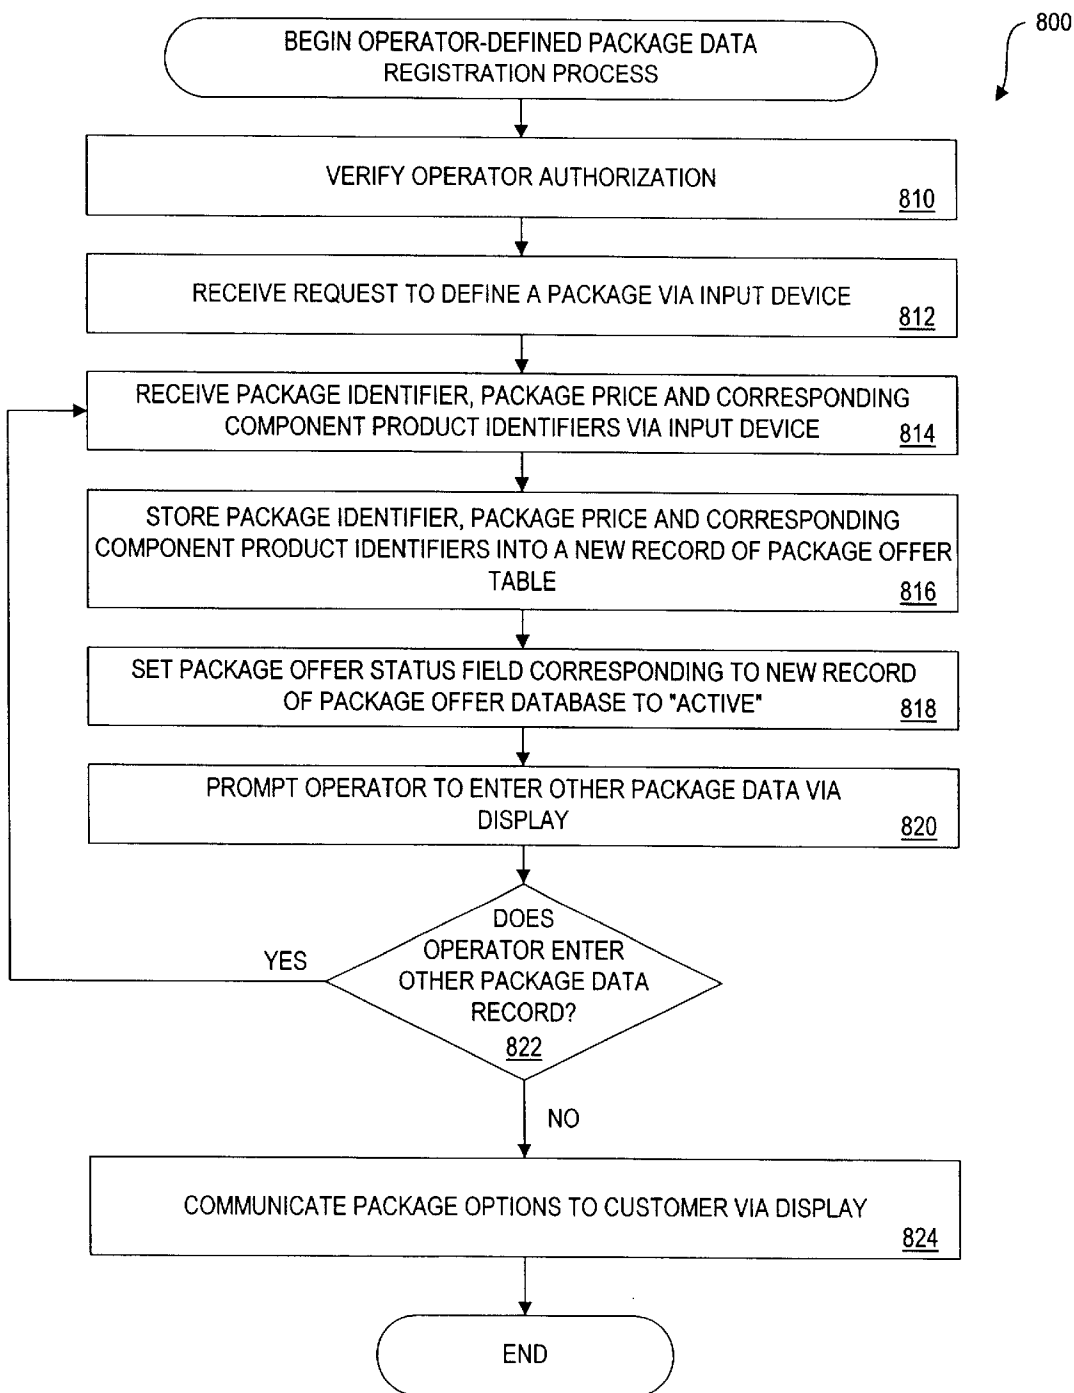 800
BEGIN OPERATOR-DEFINED PACKAGE DATA
REGISTRATION PROCESS
VERIFY OPERATOR AUTHORIZATION
810
RECEIVE REQUEST TO DEFINE A PACKAGE VIA INPUT DEVICE
812
RECEIVE PACKAGE IDENTIFIER, PACKAGE PRICE AND CORRESPONDING
COMPONENT PRODUCT IDENTIFIERS VIA INPUT DEVICE
814
STORE PACKAGE IDENTIFIER, PACKAGE PRICE AND CORRESPONDING
COMPONENT PRODUCT IDENTIFIERS INTO A NEW RECORD OF PACKAGE OFFER
TABLE
816
SET PACKAGE OFFER STATUS FIELD CORRESPONDING TO NEW RECORD
OF PACKAGE OFFER DATABASE TO "ACTIVE"
818
PROMPT OPERATOR TO ENTER OTHER PACKAGE DATA VIA
DISPLAY
820
DOES
OPERATOR ENTER
OTHER PACKAGE DATA
RECORD?
822
YES
NO
COMMUNICATE PACKAGE OPTIONS TO CUSTOMER VIA DISPLAY
824
END